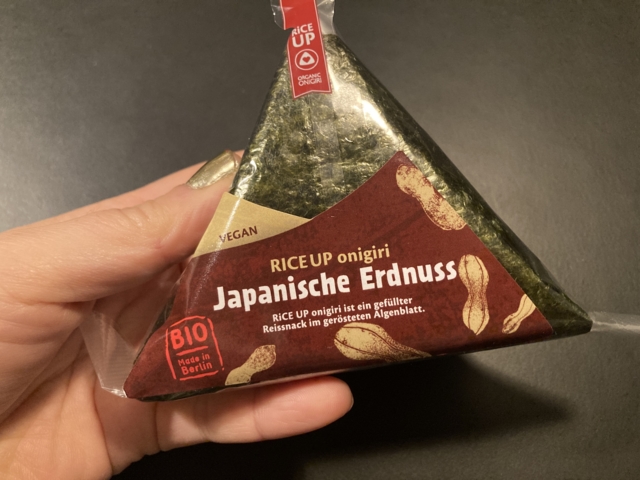 RICE
UP
ORGANIC
ONIGIRI
VEGAN
RICE UP onigiri
Japanische Erdnuss
RiCE UP onigiri ist ein gefüllter
Reissnack im gerösteten Algenblatt.
BIO
Made in
Berlin